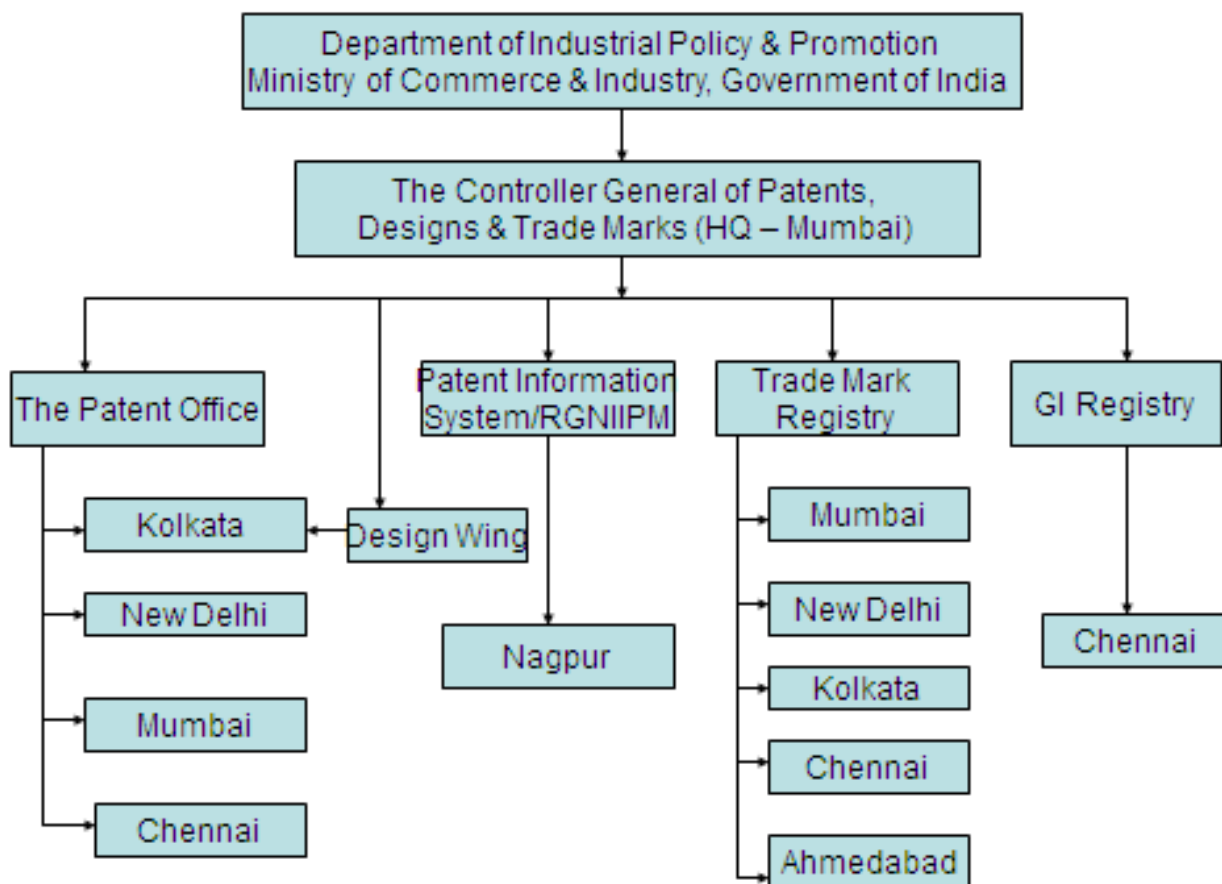 Department of Industrial Policy & Promotion
Ministry of Commerce & Industry, Government of India
The Controller General of Patents,
Designs & Trade Marks (HQ – Mumbai)
The Patent Office
Kolkata
New Delhi
Mumbai
Chennai
Design Wing
Patent Information
System/RGNIIPM
Nagpur
Trade Mark
Registry
Mumbai
New Delhi
Kolkata
Chennai
Ahmedabad
GI Registry
Chennai